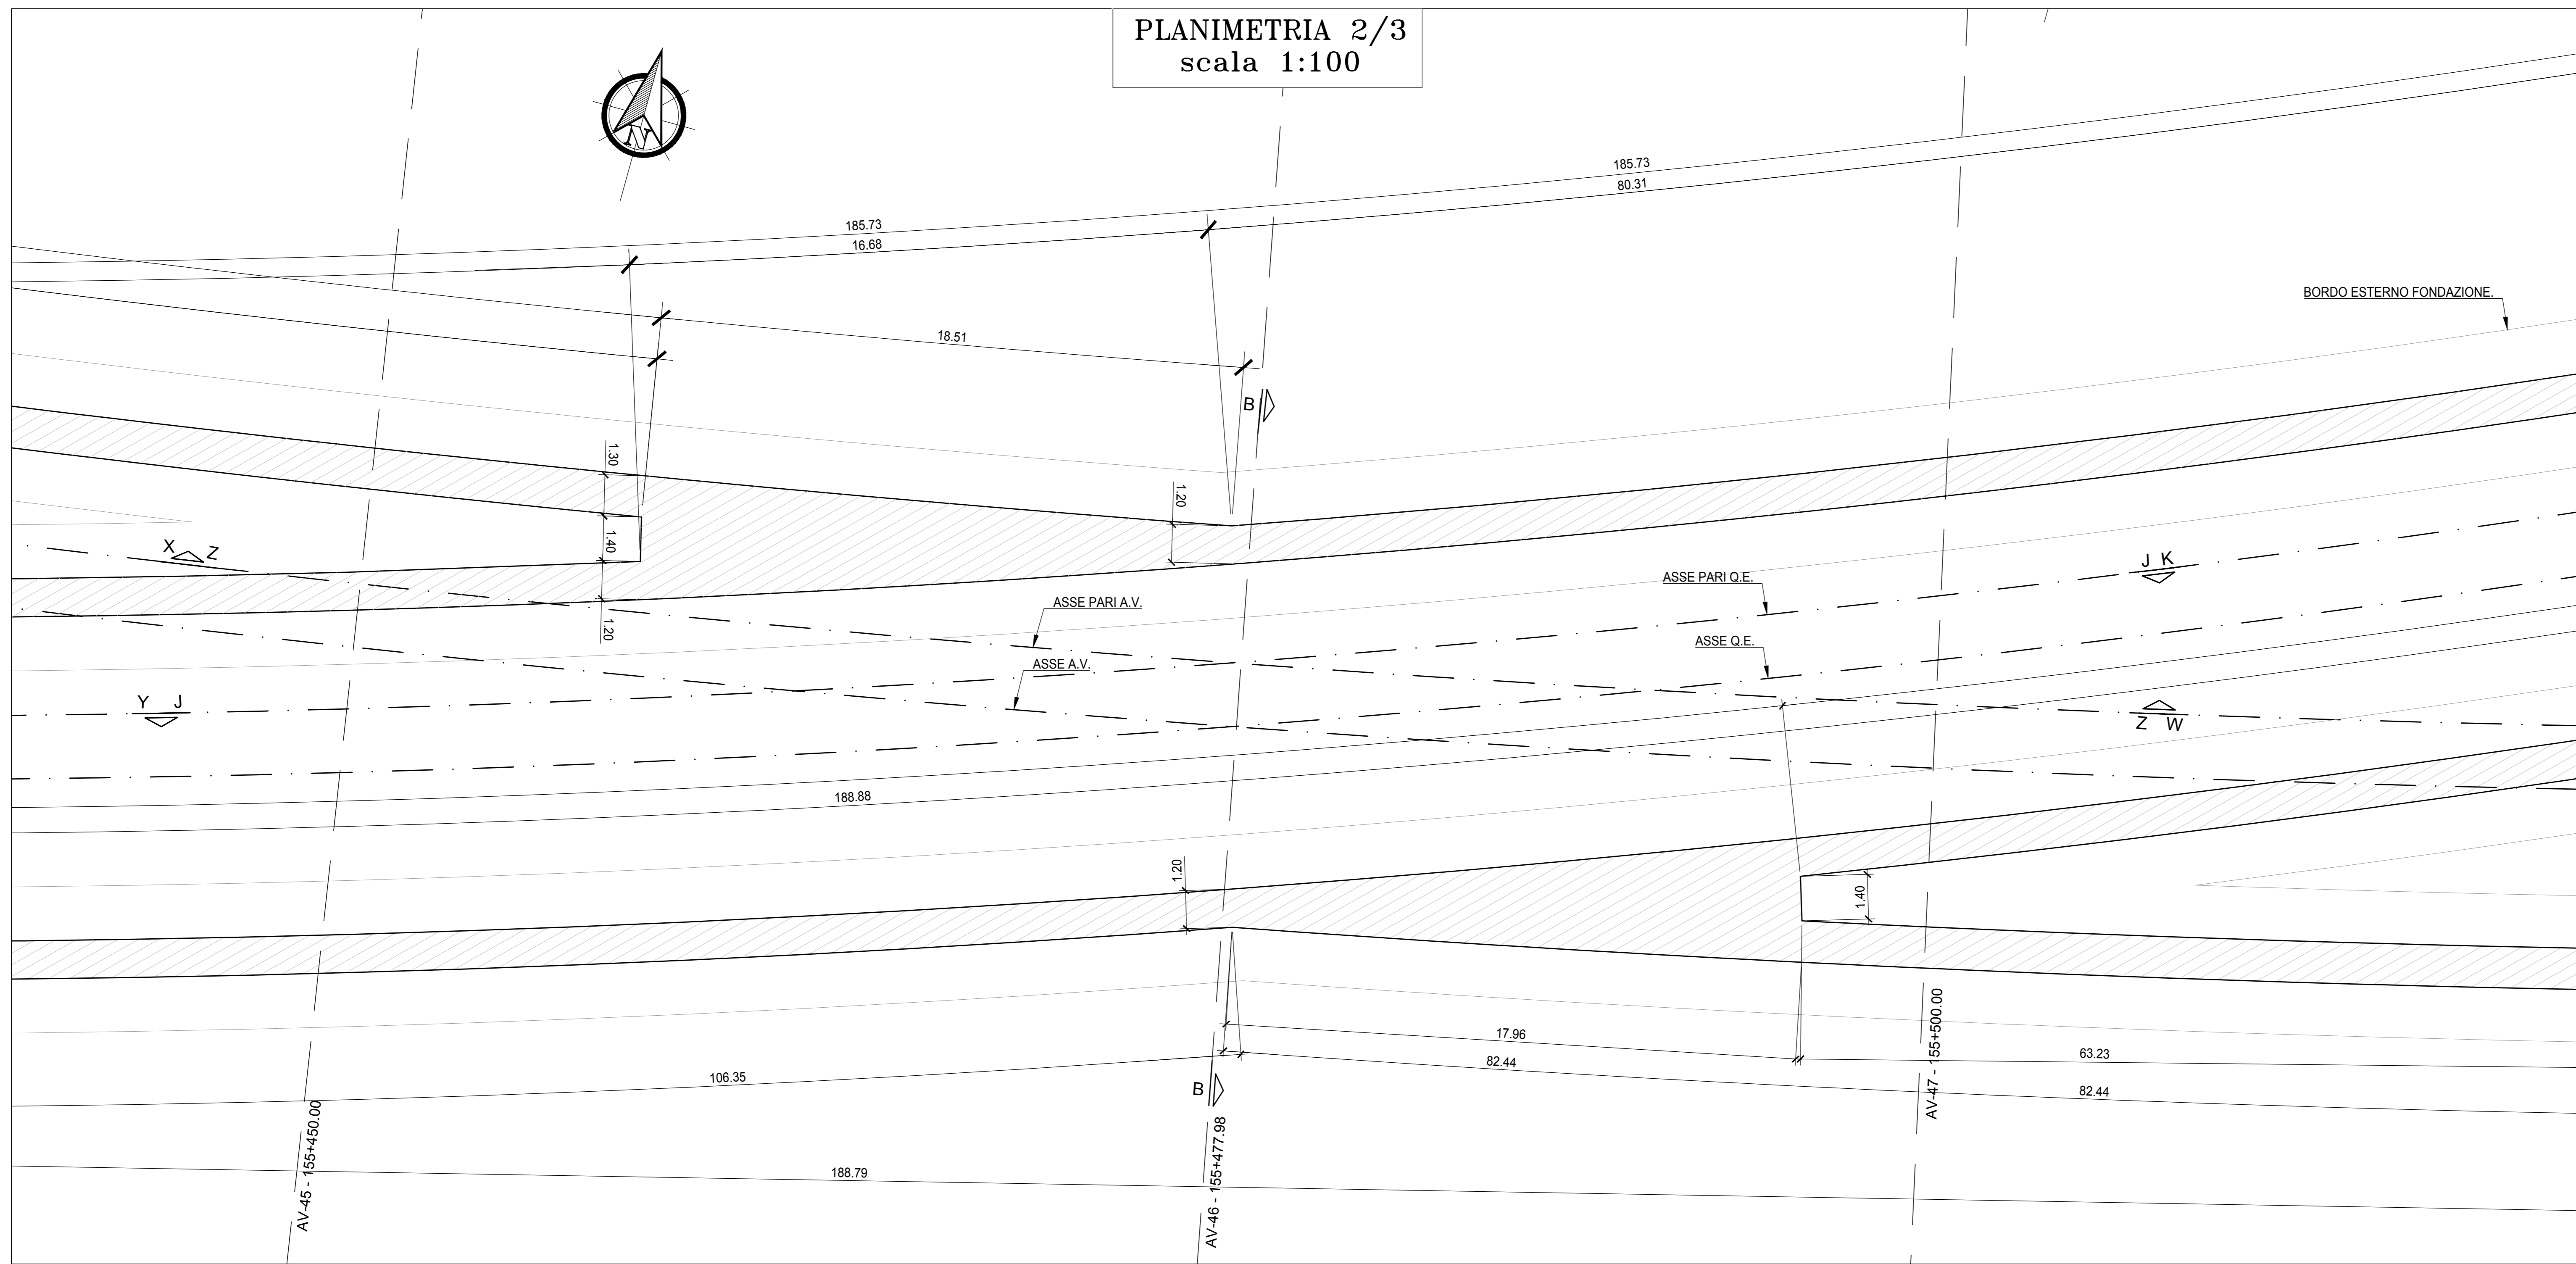 PLANIMETRIA 2/3
scala 1:100
N
185.73
80.31
185.73
16.68
18.51
BORDO ESTERNO FONDAZIONE.
B
1.30
1.20
1.40
X Z
J K
ASSE PARI Q.E.
ASSE PARI A.V.
1.20
ASSE Q.E.
ASSE A.V.
Y J
Z W
188.88
1.20
1.40
17.96
63.23
82.44
106.35
82.44
B
188.79
AV-45 - 155+450.00
AV-46 - 155+477.98
AV-47 - 155+500.00